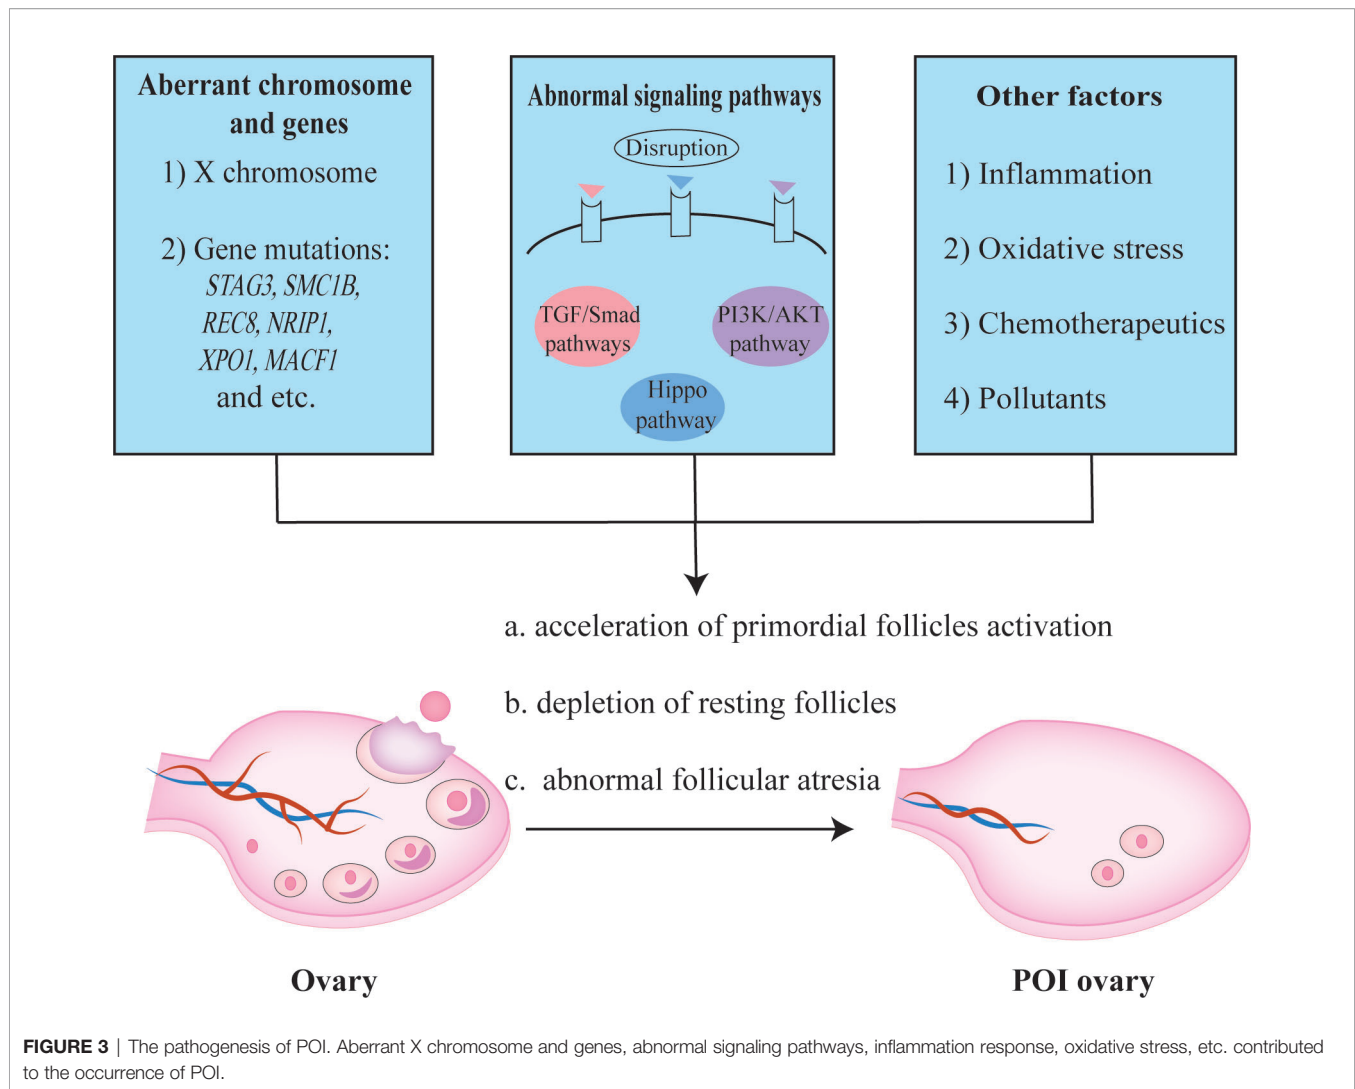 Aberrant chromosome
and genes
1) X chromosome
2) Gene mutations:
STAG3, SMC1B,
REC8, NRIP1,
XPO1, MACF1
and etc.
Abnormal signaling pathways
Disruption
TGF/Smad
pathways
PI3K/AKT
pathway
Hippo
pathway
Other factors
1) Inflammation
2) Oxidative stress
3) Chemotherapeutics
4) Pollutants
a. acceleration of primordial follicles activation
b. depletion of resting follicles
c. abnormal follicular atresia
Ovary
POI ovary
FIGURE 3 | The pathogenesis of POI. Aberrant X chromosome and genes, abnormal signaling pathways, inflammation response, oxidative stress, etc. contributed
to the occurrence of POI.